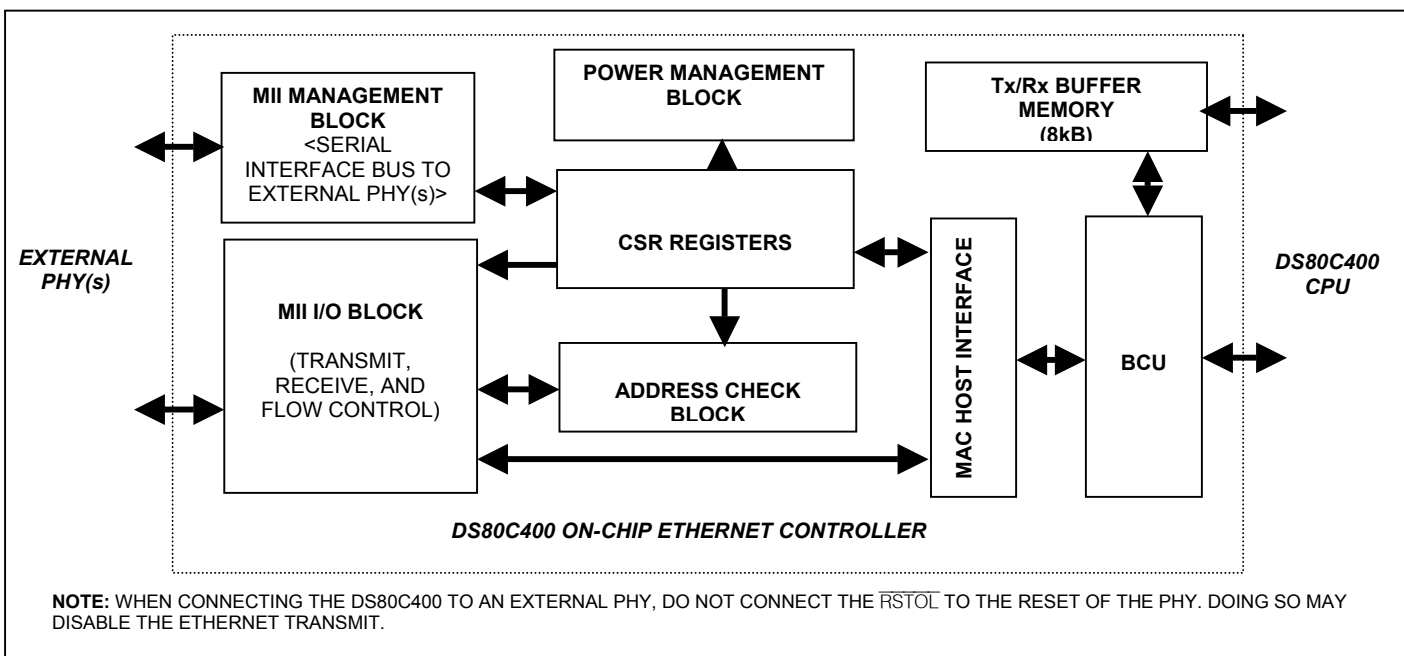 MII MANAGEMENT
BLOCK
<SERIAL
INTERFACE BUS TO
EXTERNAL PHY(s)>
POWER MANAGEMENT
BLOCK
Tx/Rx BUFFER
MEMORY
(8kB)
EXTERNAL
PHY(s)
CSR REGISTERS
DS80C400
CPU
MII I/O BLOCK
(TRANSMIT,
RECEIVE, AND
FLOW CONTROL)
ADDRESS CHECK
BLOCK
MAC HOST INTERFACE
BCU
DS80C400 ON-CHIP ETHERNET CONTROLLER
NOTE: WHEN CONNECTING THE DS80C400 TO AN EXTERNAL PHY, DO NOT CONNECT THE RSTOL TO THE RESET OF THE PHY. DOING SO MAY
DISABLE THE ETHERNET TRANSMIT.